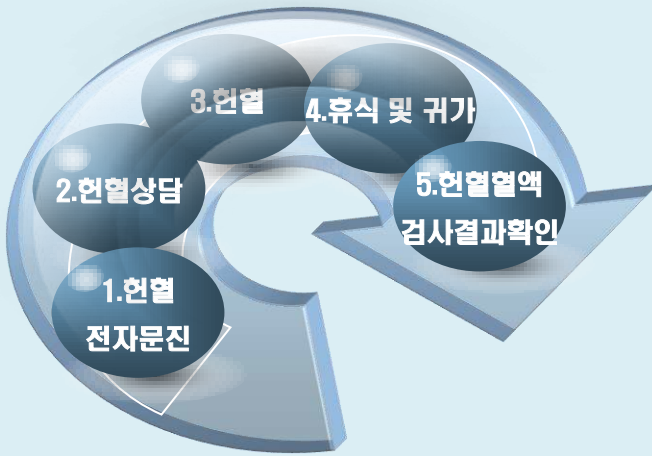 1.헌혈
전자문진
2.헌혈상담
3.헌혈
4.휴식 및 귀가
5.헌혈혈액
검사결과확인